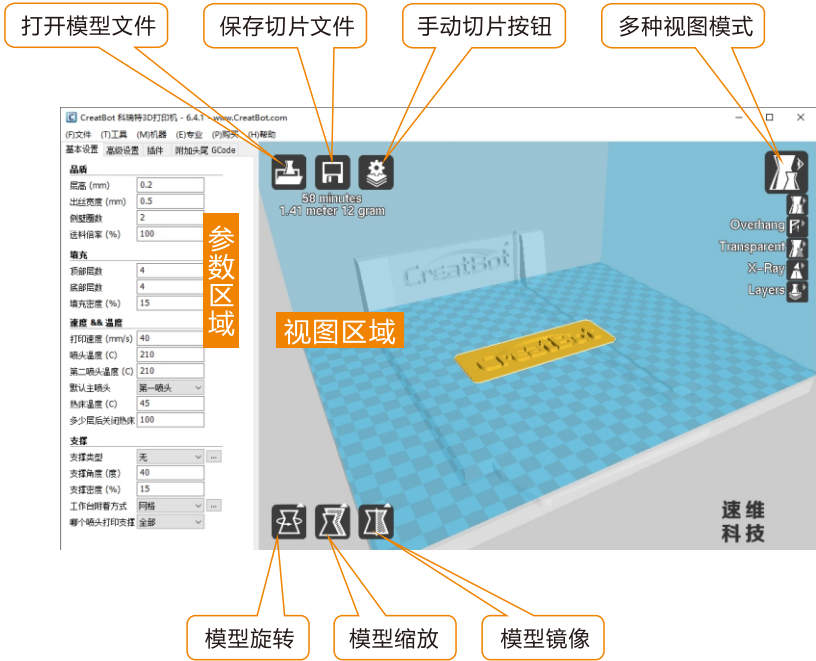 打开模型文件
保存切片文件
手动切片按钮
多种视图模式
C CreatBot 科瑞特3D打印机 - 6.4.1 - www.CreatBot.com
(F)文件 (T)工具 (M)机器 (E)专业 (P)购买 (H)帮助
基本设置 高级设置 插件 附加头尾 GCode
品质
层高 (mm) 0.2
出丝宽度 (mm) 0.5
侧壁圈数 2
送料倍率 (%) 100
填充
顶部层数 4
底部层数 4
填充密度 (%) 15
速度 && 温度
打印速度 (mm/s) 40
喷头温度 (C) 210
第二喷头温度 (C) 210
默认主喷头 第一喷头
热床温度 (C) 45
多少层后关闭热床 100
支撑
支撑类型 无 ...
支撑角度 (度) 40
支撑密度 (%) 15
工作台附着方式 网格 ...
哪个喷头打印支撑 全部
参数区域
58 minutes
1.41 meter 12 gram
CreatBot
视图区域
CreatBot
Overhang
Transparent
X-Ray
Layers
速维
科技
模型旋转
模型缩放
模型镜像